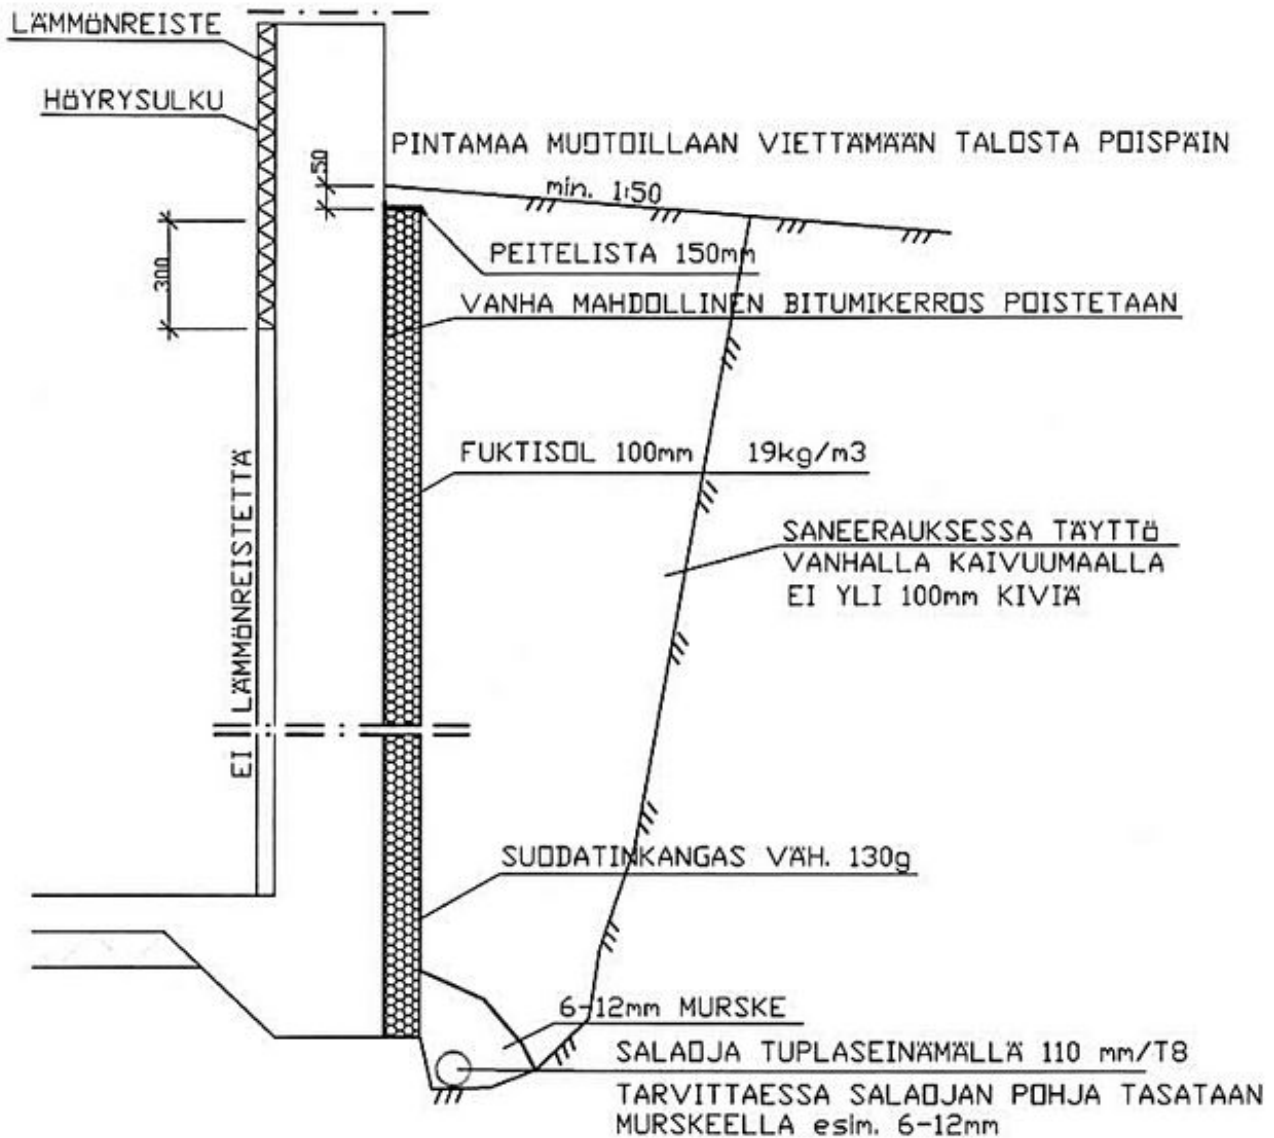 LÄMMÖNREISTE
HÖYRYSULKU
PINTAMAA MUOTOILLAAN VIETTÄMÄÄN TALOSTA POISPÄIN
50
min. 1:50
PEITELISTA 150mm
300
VANHA MAHDOLLINEN BITUMIKERROS POISTETAAN
FUKTISOL 100mm 19kg/m3
EI LÄMMÖNREISTETTÄ
SANEERAUKSESSA TÄYTTÖ
VANHALLA KAIVUUMAALLA
EI YLI 100mm KIVIÄ
SUODATINKANGAS VÄH. 130g
6-12mm MURSKE
SALAOJA TUPLASEINÄMÄLLÄ 110 mm/T8
TARVITTAESSA SALAOJAN POHJA TASATAAN
MURSKEELLA esim. 6-12mm